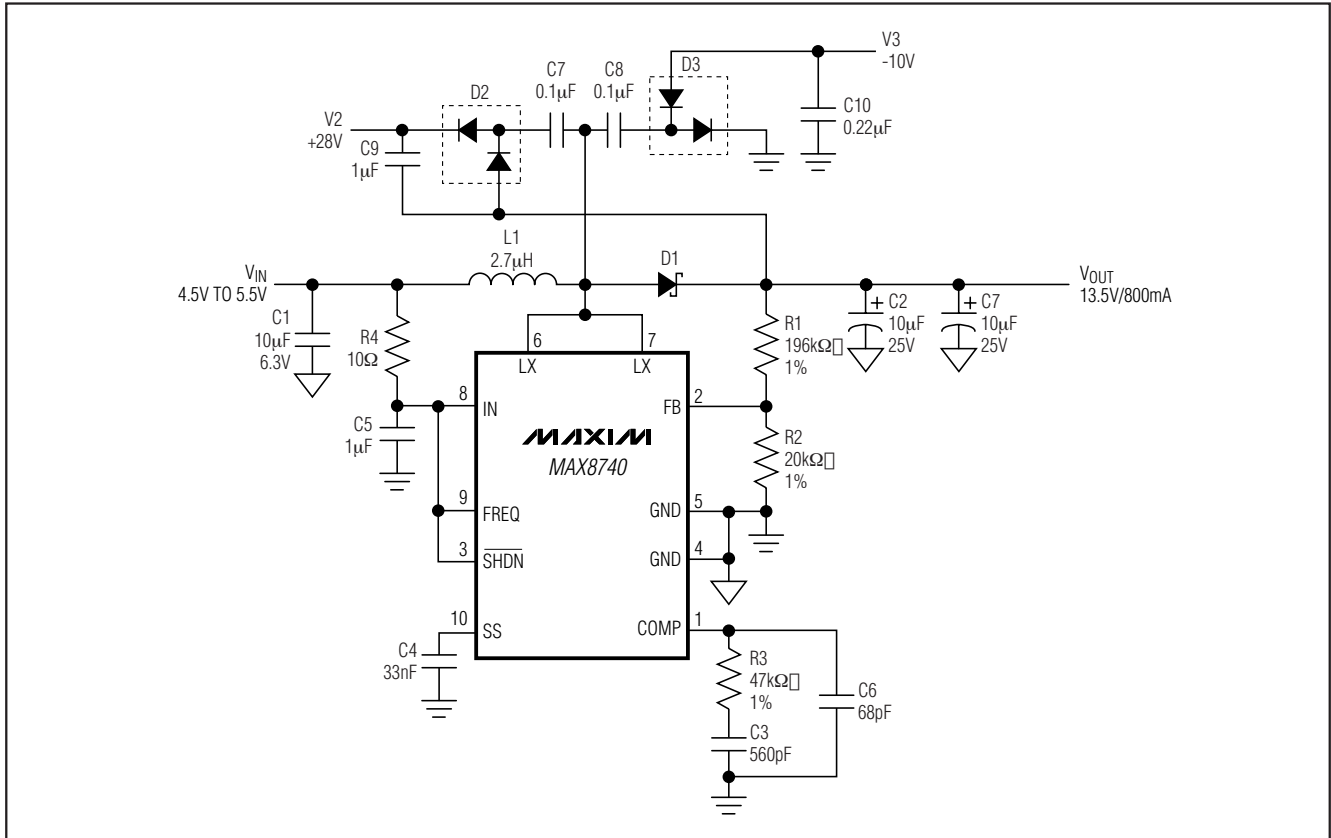 V3
-10V
D3
C7
0.1µF
C8
0.1µF
D2
C10
0.22µF
V2
+28V
C9
1µF
L1
2.7µH
D1
VIN
4.5V TO 5.5V
VOUT
13.5V/800mA
C1
10µF
6.3V
R4
10Ω
C2
10µF
25V
C7
10µF
25V
R1
196kΩ▯
1%
6
7
LX
LX
8
IN
2
FB
C5
1µF
MAXIM
MAX8740
R2
20kΩ▯
1%
9
FREQ
GND
5
3
SHDN
GND
4
10
SS
COMP
1
C4
33nF
R3
47kΩ▯
1%
C6
68pF
C3
560pF